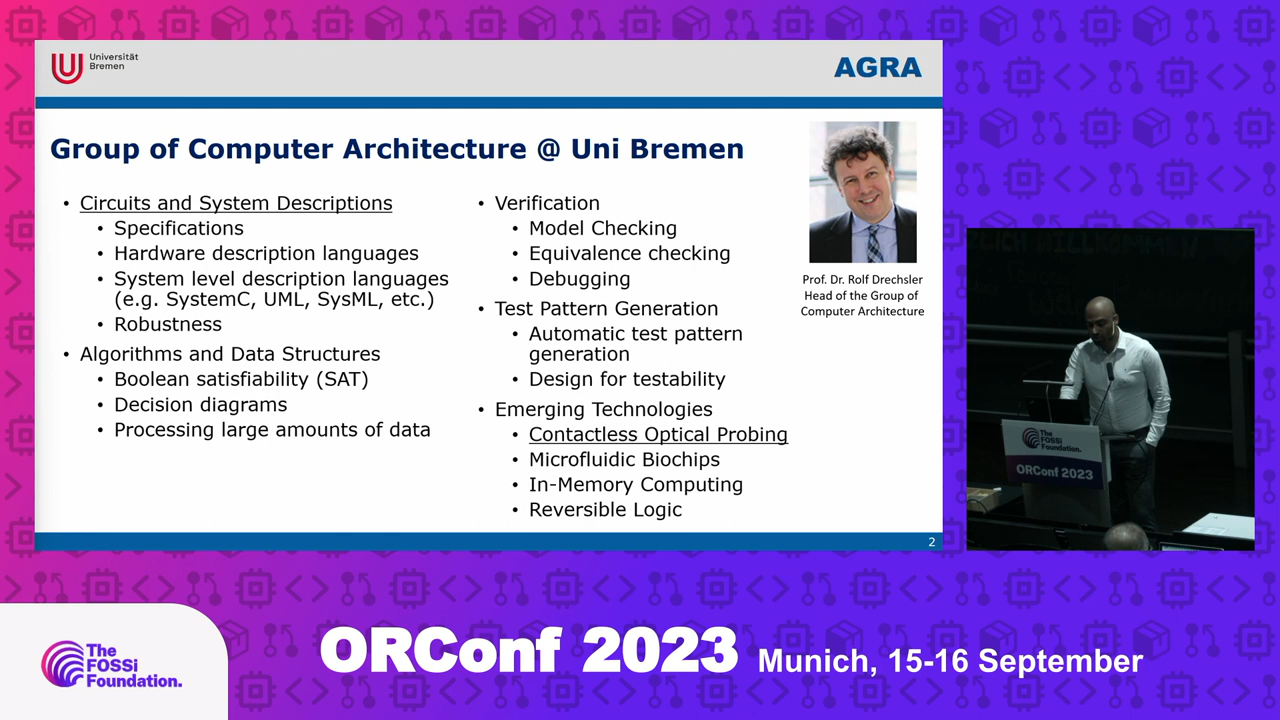 Universität
Bremen
AGRA
Group of Computer Architecture @ Uni Bremen
• Circuits and System Descriptions
• Specifications
• Hardware description languages
• System level description languages
(e.g. SystemC, UML, SysML, etc.)
• Robustness
• Algorithms and Data Structures
• Boolean satisfiability (SAT)
• Decision diagrams
• Processing large amounts of data
• Verification
• Model Checking
• Equivalence checking
• Debugging
• Test Pattern Generation
• Automatic test pattern
generation
• Design for testability
• Emerging Technologies
• Contactless Optical Probing
• Microfluidic Biochips
• In-Memory Computing
• Reversible Logic
Prof. Dr. Rolf Drechsler
Head of the Group of
Computer Architecture
2
WILLKOMMEN
The
FOSSi
Foundation.
ORConf 2023
The
FOSSi
Foundation.
ORConf 2023
Munich, 15-16 September